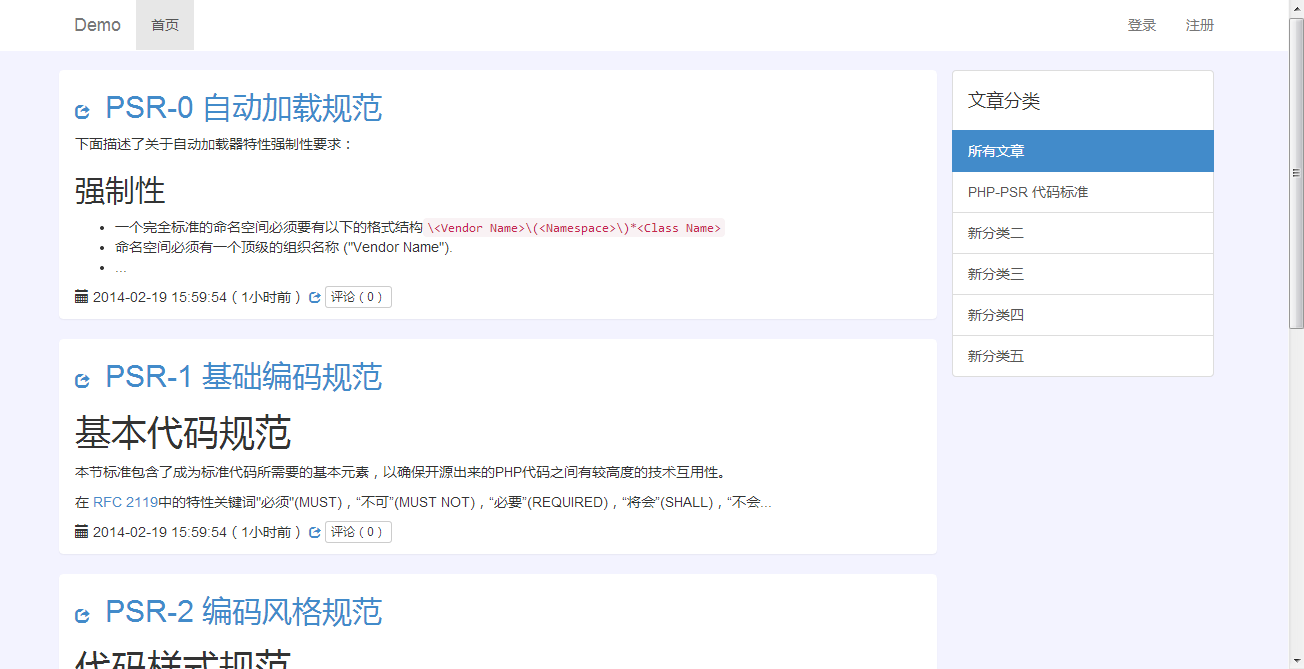 Demo 首页 登录 注册
PSR-0 自动加载规范
下面描述了关于自动加载器特性强制性要求：
强制性
一个完全标准的命名空间必须要有以下的格式结构 \<Vendor Name>\(<Namespace>\)*<Class Name>
命名空间必须有一个顶级的组织名称 ("Vendor Name").
...
2014-02-19 15:59:54（1小时前） 评论（0）
PSR-1 基础编码规范
基本代码规范
本节标准包含了成为标准代码所需要的基本元素，以确保开源出来的PHP代码之间有较高度的技术互用性。
在 RFC 2119中的特性关键词"必须"(MUST)，“不可”(MUST NOT)，“必要”(REQUIRED)，“将会”(SHALL)，“不会...
2014-02-19 15:59:54（1小时前） 评论（0）
PSR-2 编码风格规范
代码样式规范
文章分类
所有文章
PHP-PSR 代码标准
新分类二
新分类三
新分类四
新分类五